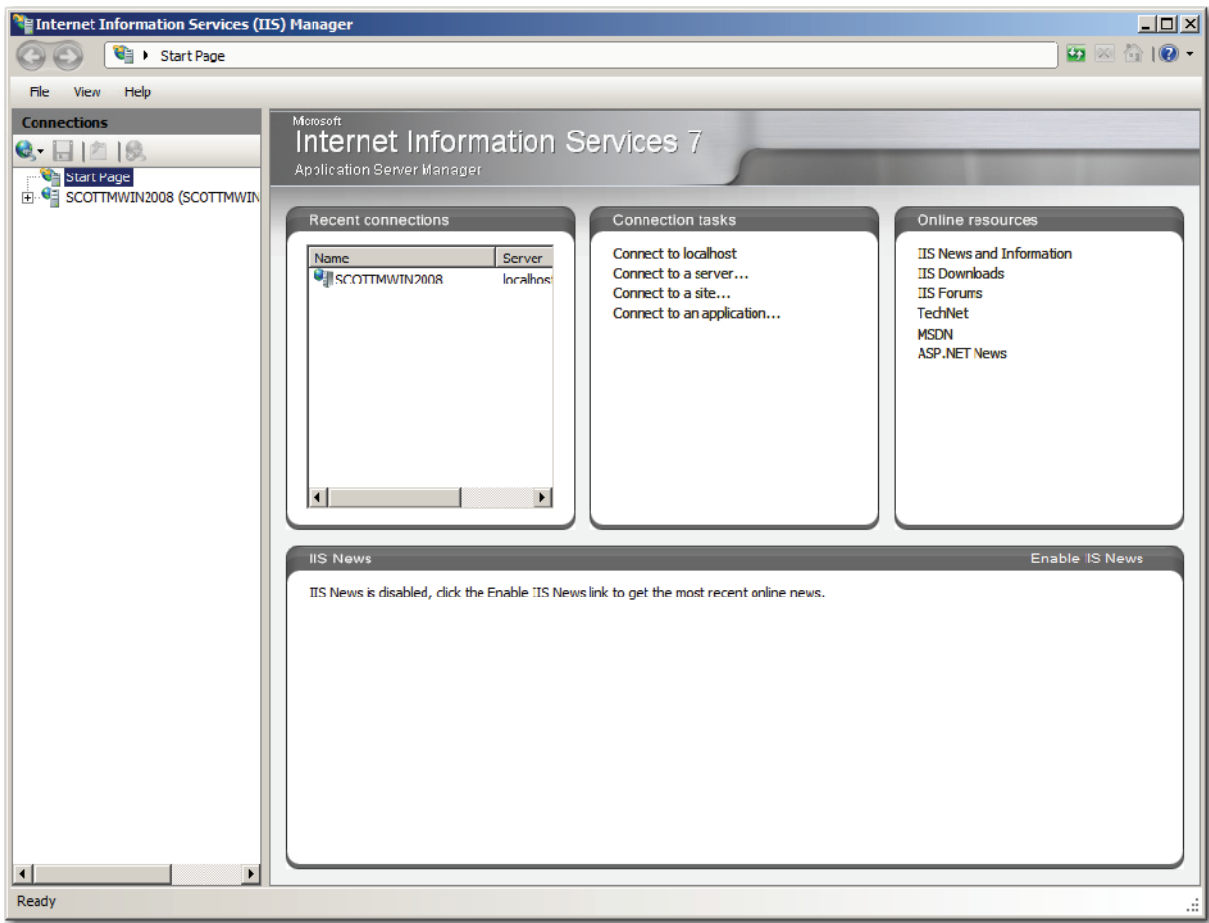 Internet Information Services (IIS) Manager
Start Page
File View Help
Connections
Start Page
SCOTTMWIN2008 (SCOTTMWIN
Microsoft
Internet Information Services 7
Application Server Manager
Recent connections
Name Server
SCOTTMWIN2008 localhos
Connection tasks
Connect to localhost
Connect to a server...
Connect to a site...
Connect to an application...
Online resources
IIS News and Information
IIS Downloads
IIS Forums
TechNet
MSDN
ASP.NET News
IIS News Enable IIS News
IIS News is disabled, click the Enable IIS News link to get the most recent online news.
Ready